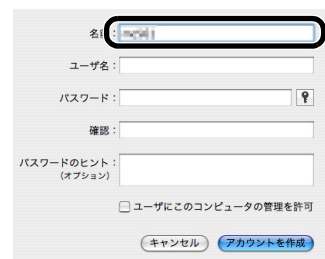 名前：
ユーザ名：
パスワード：
確認：
パスワードのヒント：
（オプション）
ユーザにこのコンピュータの管理を許可
キャンセル
アカウントを作成